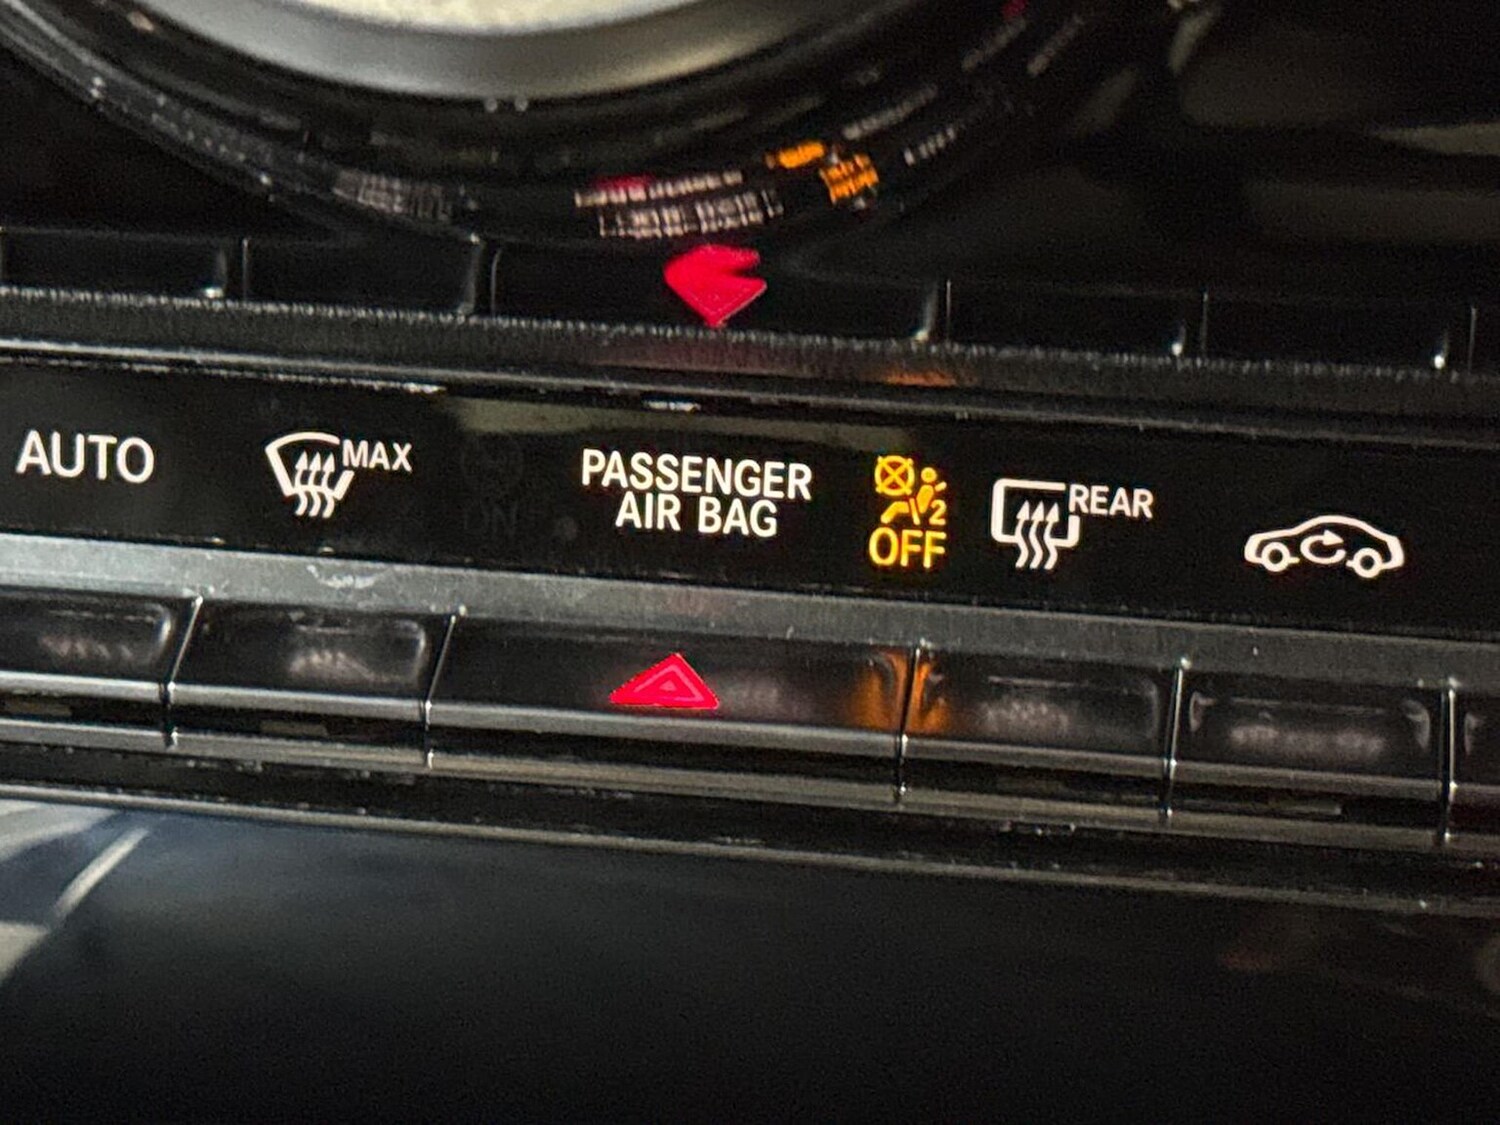 AUTO
MAX
PASSENGER
AIR BAG
2
OFF
REAR